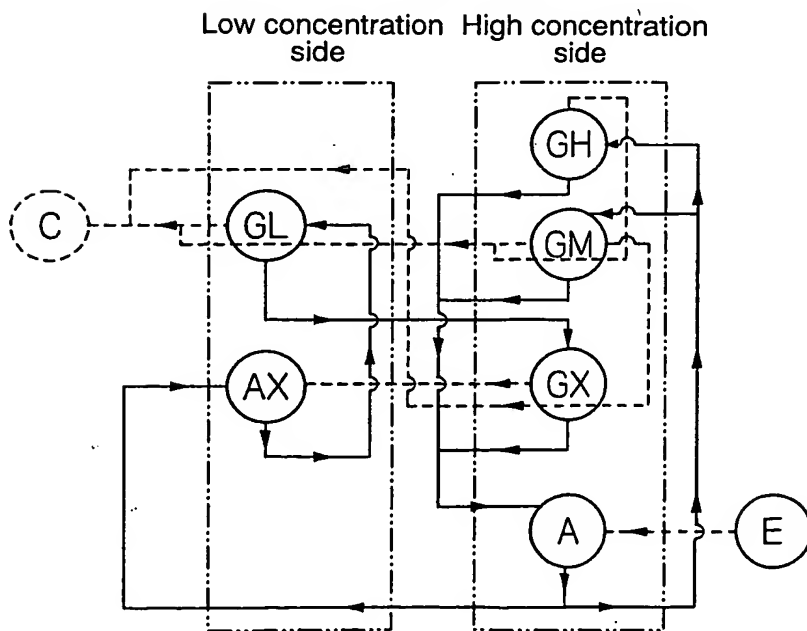 Low concentration side
High concentration side
GH
C
GL
GM
AX
GX
A
E